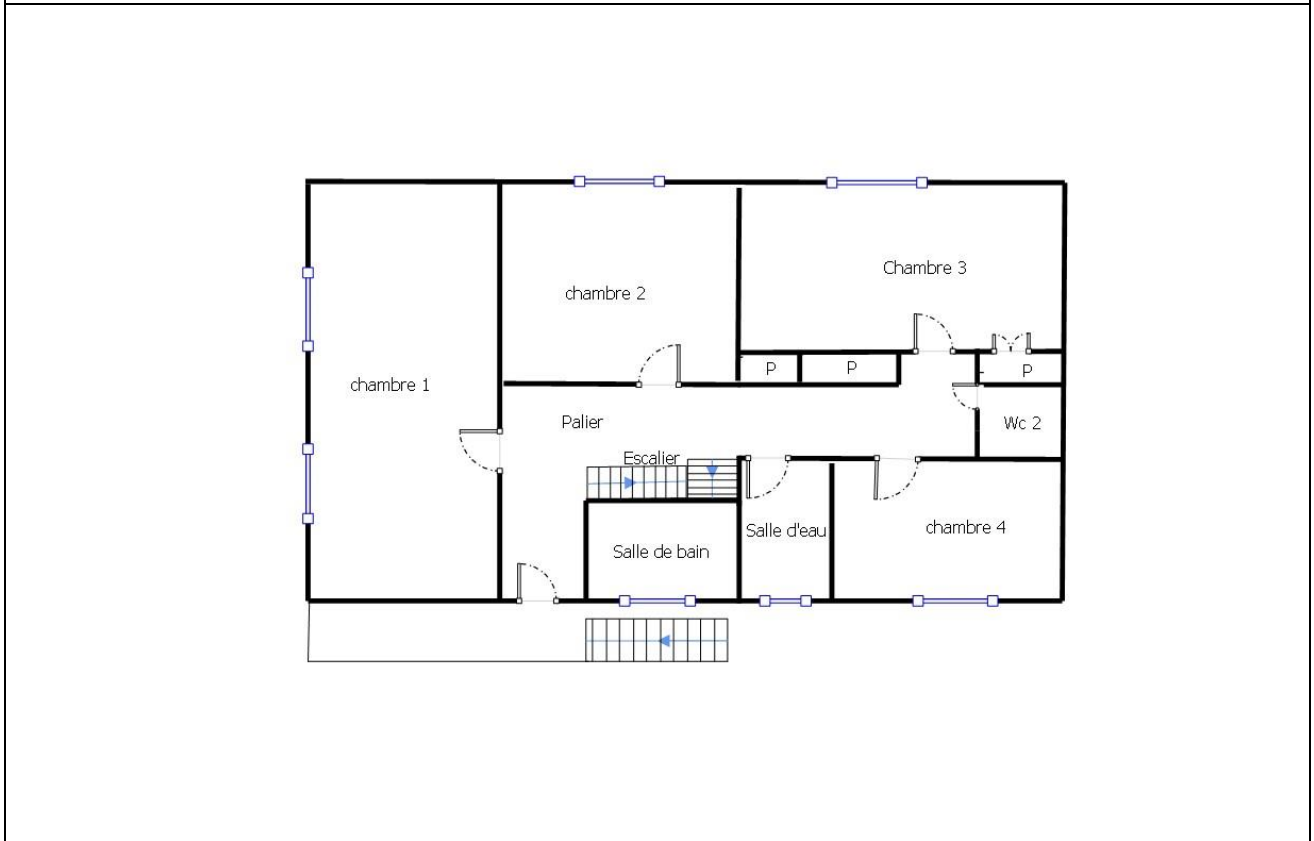 Chambre 3
chambre 2
P
P
P
chambre 1
Palier
Wc 2
Escalier
Salle d'eau
chambre 4
Salle de bain